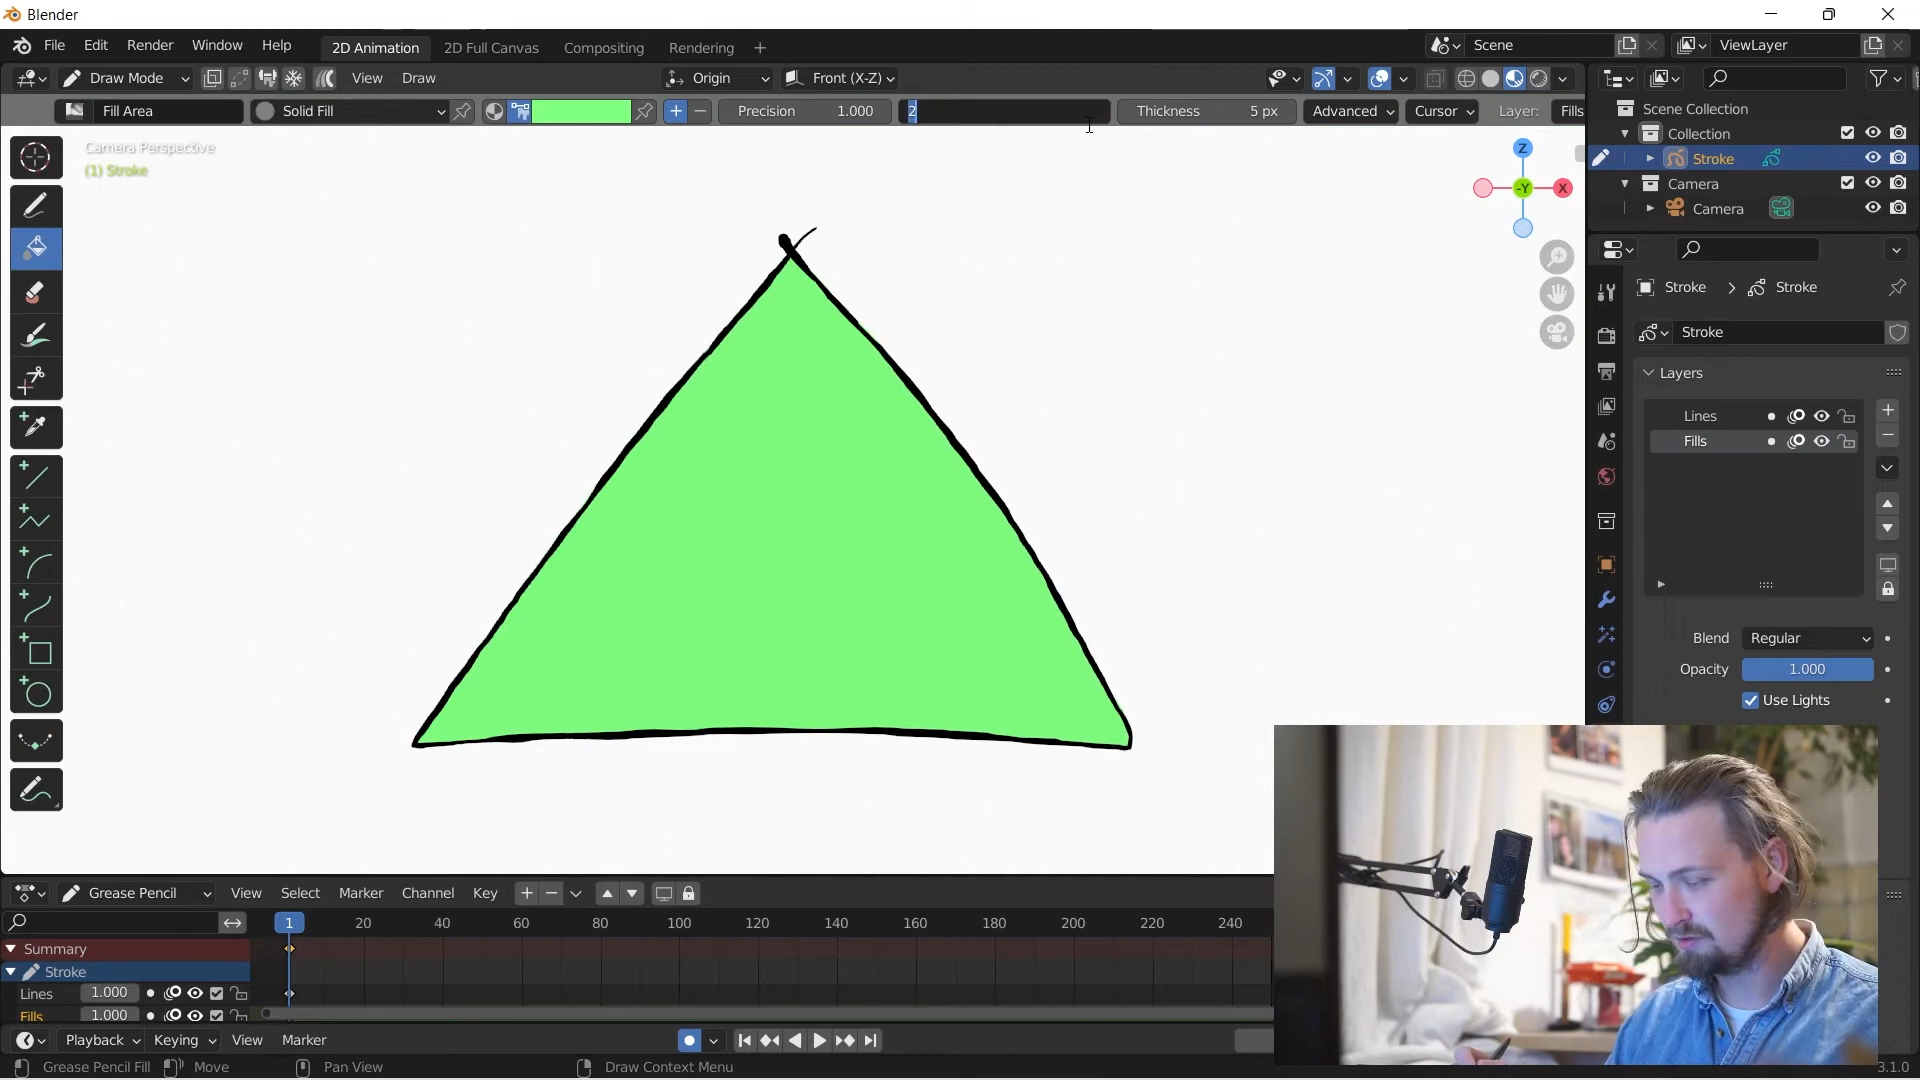 Blender
File Edit Render Window Help 2D Animation 2D Full Canvas Compositing Rendering + Scene ViewLayer
Draw Mode View Draw Origin Front (X-Z)
Fill Area Solid Fill Precision 1.000 2 Thickness 5 px Advanced Cursor Layer: Fills
Camera Perspective
(1) Stroke
Z
-Y X
Scene Collection
Collection
Stroke
Camera
Camera
Stroke > Stroke
Stroke
Layers
Lines
Fills
Blend Regular
Opacity 1.000
Use Lights
Grease Pencil View Select Marker Channel Key
1 20 40 60 80 100 120 140 160 180 200 220 240
Summary
Stroke
Lines 1.000
Fills 1.000
Playback Keying View Marker
Grease Pencil Fill Move Pan View Draw Context Menu 3.1.0